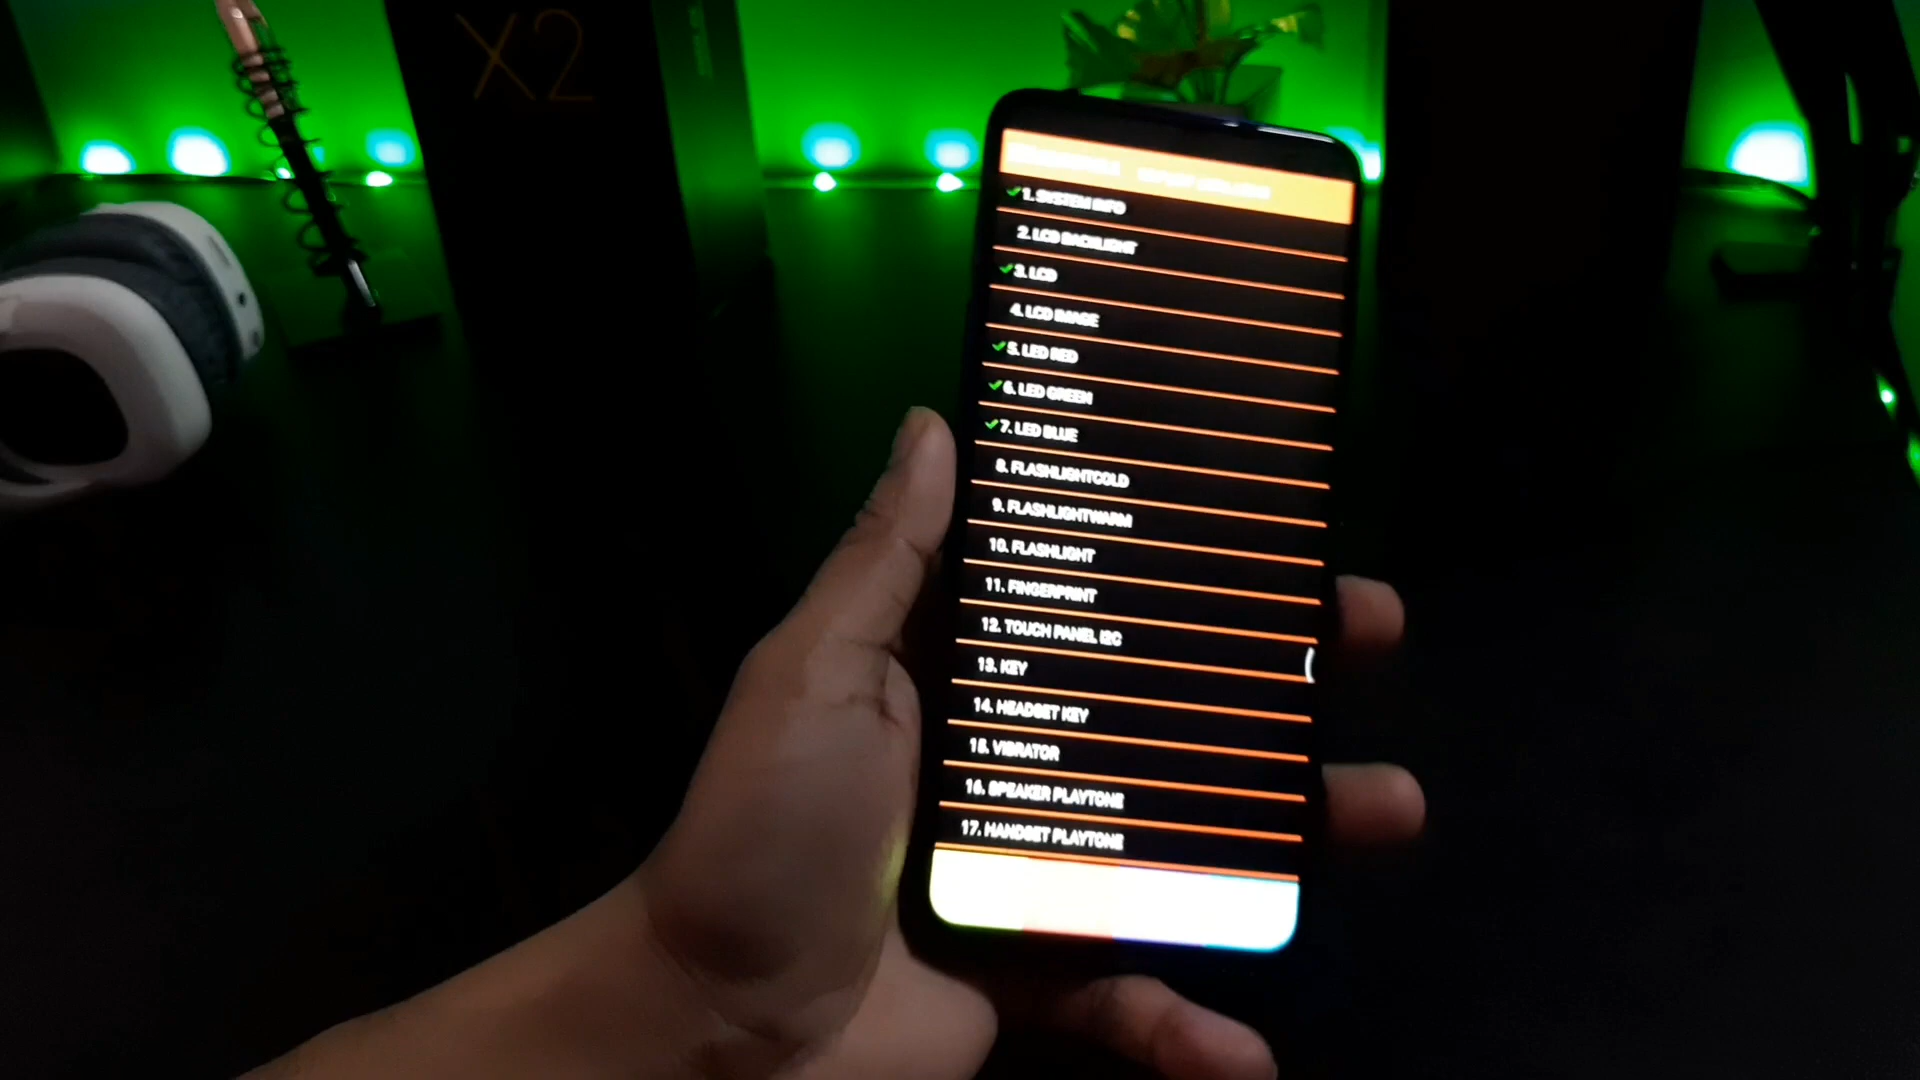 X2
✓1. SYSTEM INFO
2. LCD BACKLIGHT
✓3. LCD
4. LCD IMAGE
✓5. LED RED
✓6. LED GREEN
✓7. LED BLUE
8. FLASHLIGHTCOLD
9. FLASHLIGHTWARM
10. FLASHLIGHT
11. FINGERPRINT
12. TOUCH PANEL I2C
13. KEY
14. HEADSET KEY
15. VIBRATOR
16. SPEAKER PLAYTONE
17. HANDSET PLAYTONE